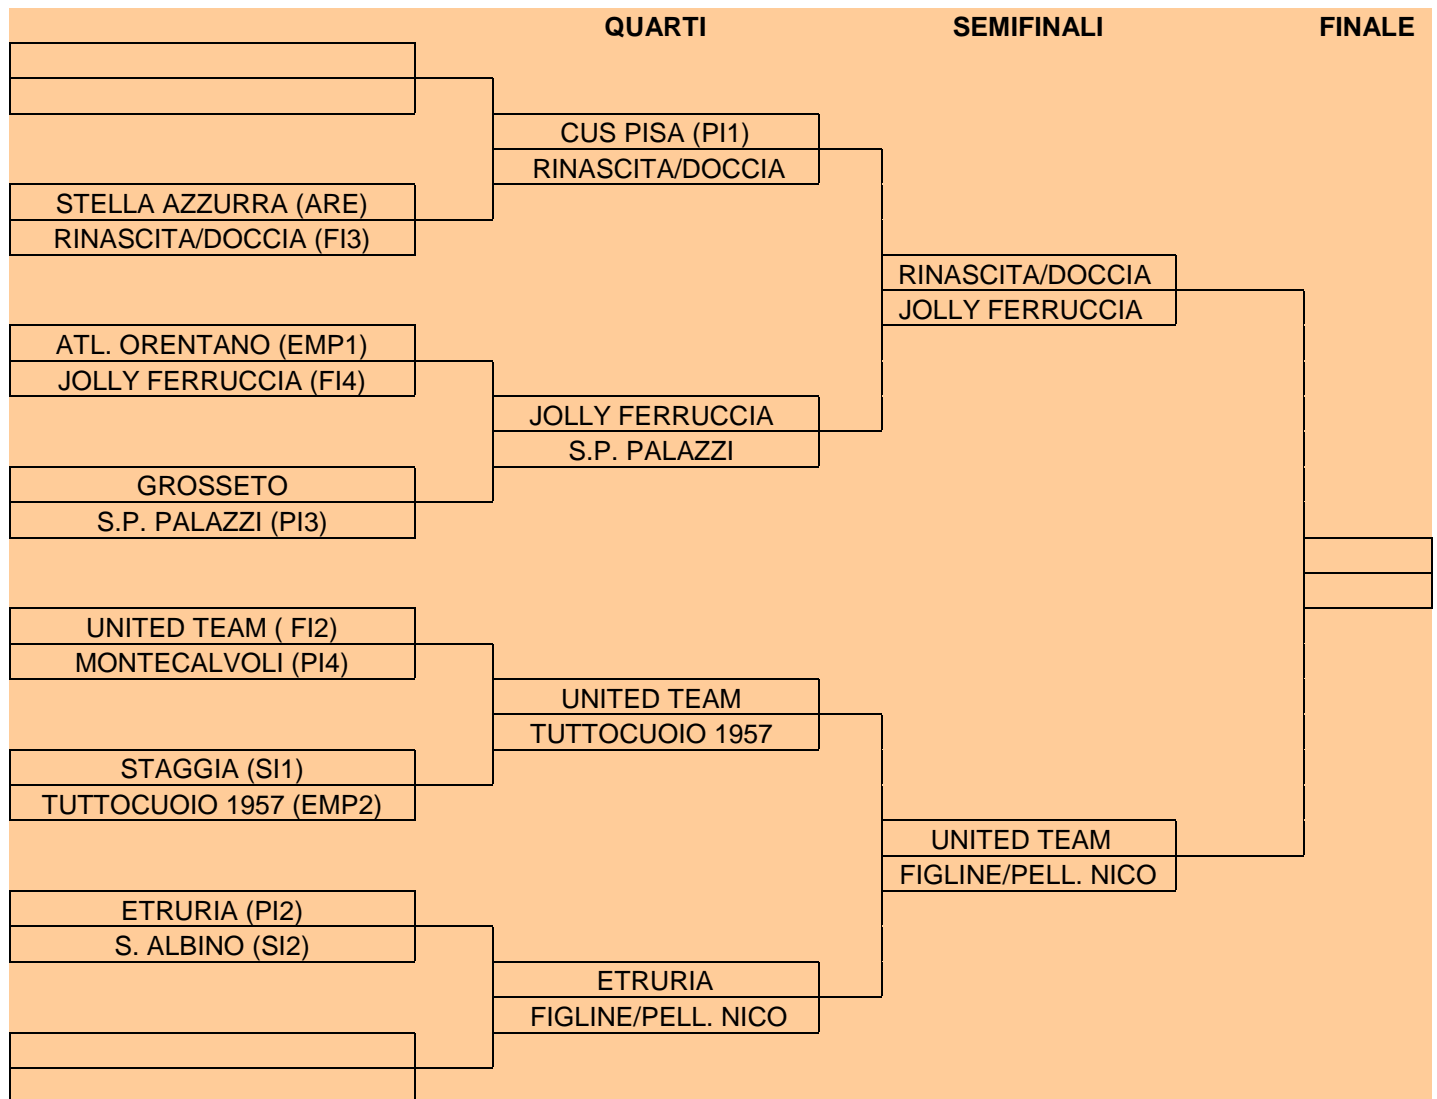 QUARTI SEMIFINALI FINALE
CUS PISA (PI1)
RINASCITA/DOCCIA
STELLA AZZURRA (ARE)
RINASCITA/DOCCIA (FI3)
RINASCITA/DOCCIA
JOLLY FERRUCCIA
ATL. ORENTANO (EMP1)
JOLLY FERRUCCIA (FI4)
JOLLY FERRUCCIA
S.P. PALAZZI
GROSSETO
S.P. PALAZZI (PI3)
UNITED TEAM ( FI2)
MONTECALVOLI (PI4)
UNITED TEAM
TUTTOCUOIO 1957
STAGGIA (SI1)
TUTTOCUOIO 1957 (EMP2)
UNITED TEAM
FIGLINE/PELL. NICO
ETRURIA (PI2)
S. ALBINO (SI2)
ETRURIA
FIGLINE/PELL. NICO